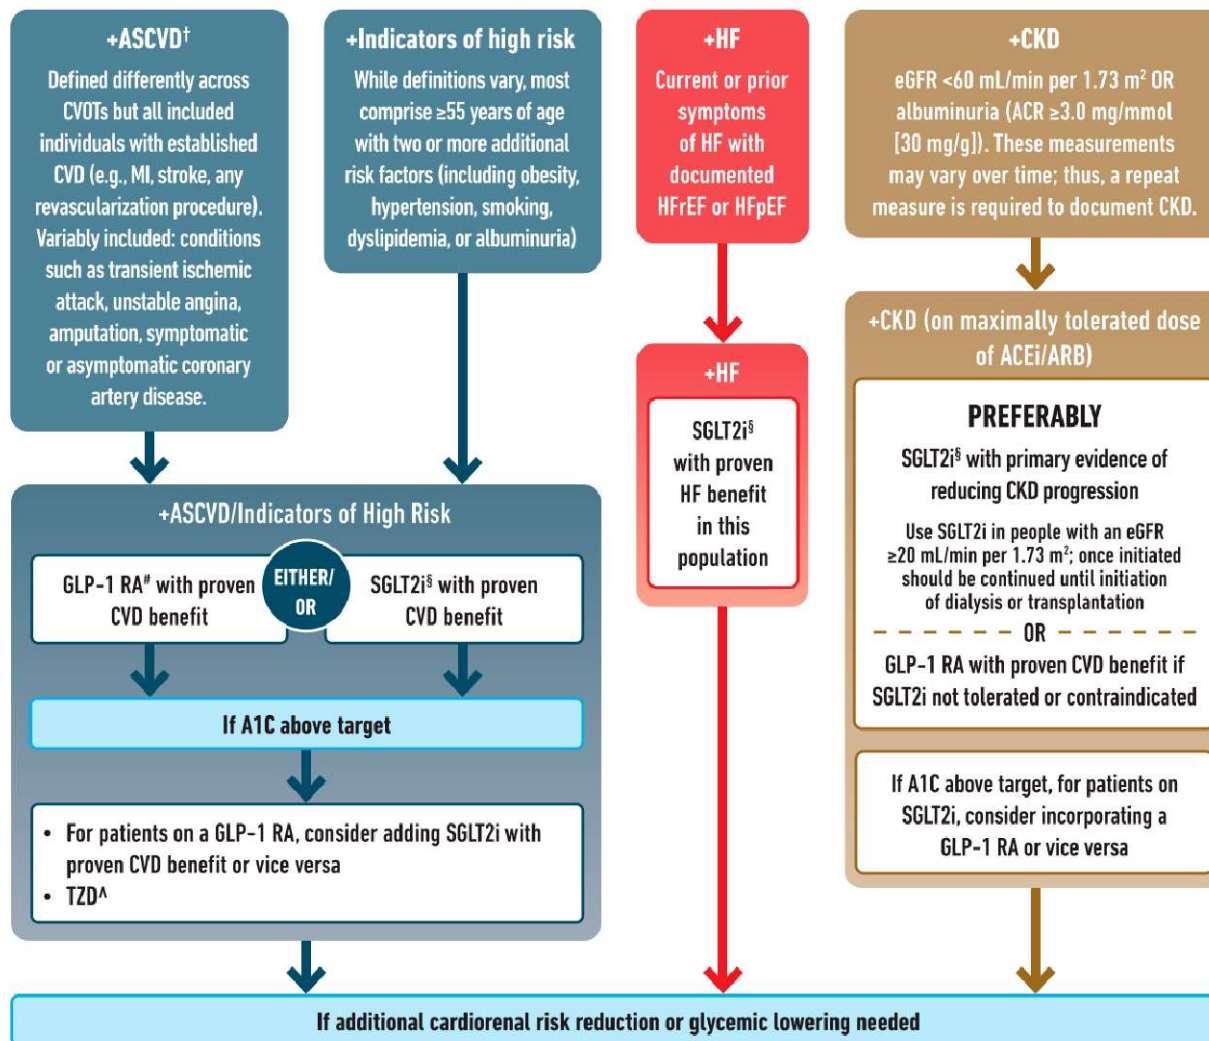 +ASCVD†
Defined differently across
CVOTs but all included
individuals with established
CVD (e.g., MI, stroke, any
revascularization procedure).
Variably included: conditions
such as transient ischemic
attack, unstable angina,
amputation, symptomatic
or asymptomatic coronary
artery disease.
+Indicators of high risk
While definitions vary, most
comprise ≥55 years of age
with two or more additional
risk factors (including obesity,
hypertension, smoking,
dyslipidemia, or albuminuria)
+HF
Current or prior
symptoms
of HF with
documented
HFrEF or HFpEF
+CKD
eGFR <60 mL/min per 1.73 m² OR
albuminuria (ACR ≥3.0 mg/mmol
[30 mg/g]). These measurements
may vary over time; thus, a repeat
measure is required to document CKD.
+ASCVD/Indicators of High Risk
GLP-1 RA# with proven
CVD benefit
EITHER/
OR
SGLT2i§ with proven
CVD benefit
If A1C above target
• For patients on a GLP-1 RA, consider adding SGLT2i with
proven CVD benefit or vice versa
• TZD^
+HF
SGLT2i§
with proven
HF benefit
in this
population
+CKD (on maximally tolerated dose
of ACEi/ARB)
PREFERABLY
SGLT2i§ with primary evidence of
reducing CKD progression
Use SGLT2i in people with an eGFR
≥20 mL/min per 1.73 m²; once initiated
should be continued until initiation
of dialysis or transplantation
OR
GLP-1 RA with proven CVD benefit if
SGLT2i not tolerated or contraindicated
If A1C above target, for patients on
SGLT2i, consider incorporating a
GLP-1 RA or vice versa
If additional cardiorenal risk reduction or glycemic lowering needed